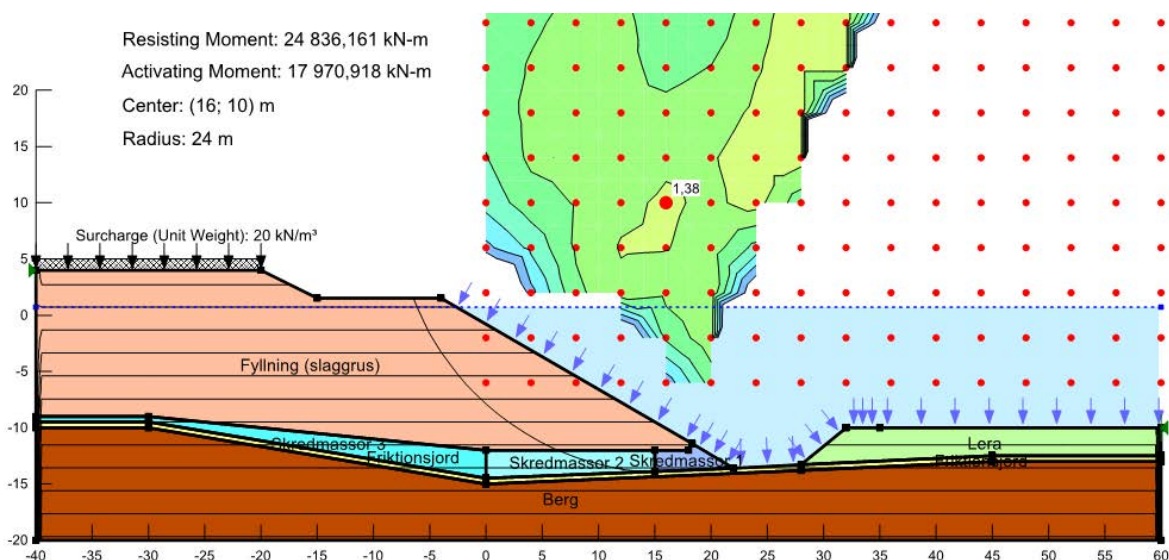 Resisting Moment: 24 836,161 kN-m
Activating Moment: 17 970,918 kN-m
Center: (16; 10) m
Radius: 24 m
20
15
10
5
0
-5
-10
-15
-20
1,38
Surcharge (Unit Weight): 20 kN/m³
Fyllning (slaggrus)
Skredmassor 3
Friktionsjord
Skredmassor 2
Skredmassor 1
Lera
Friktionsjord
Berg
-40 -35 -30 -25 -20 -15 -10 -5 0 5 10 15 20 25 30 35 40 45 50 55 60